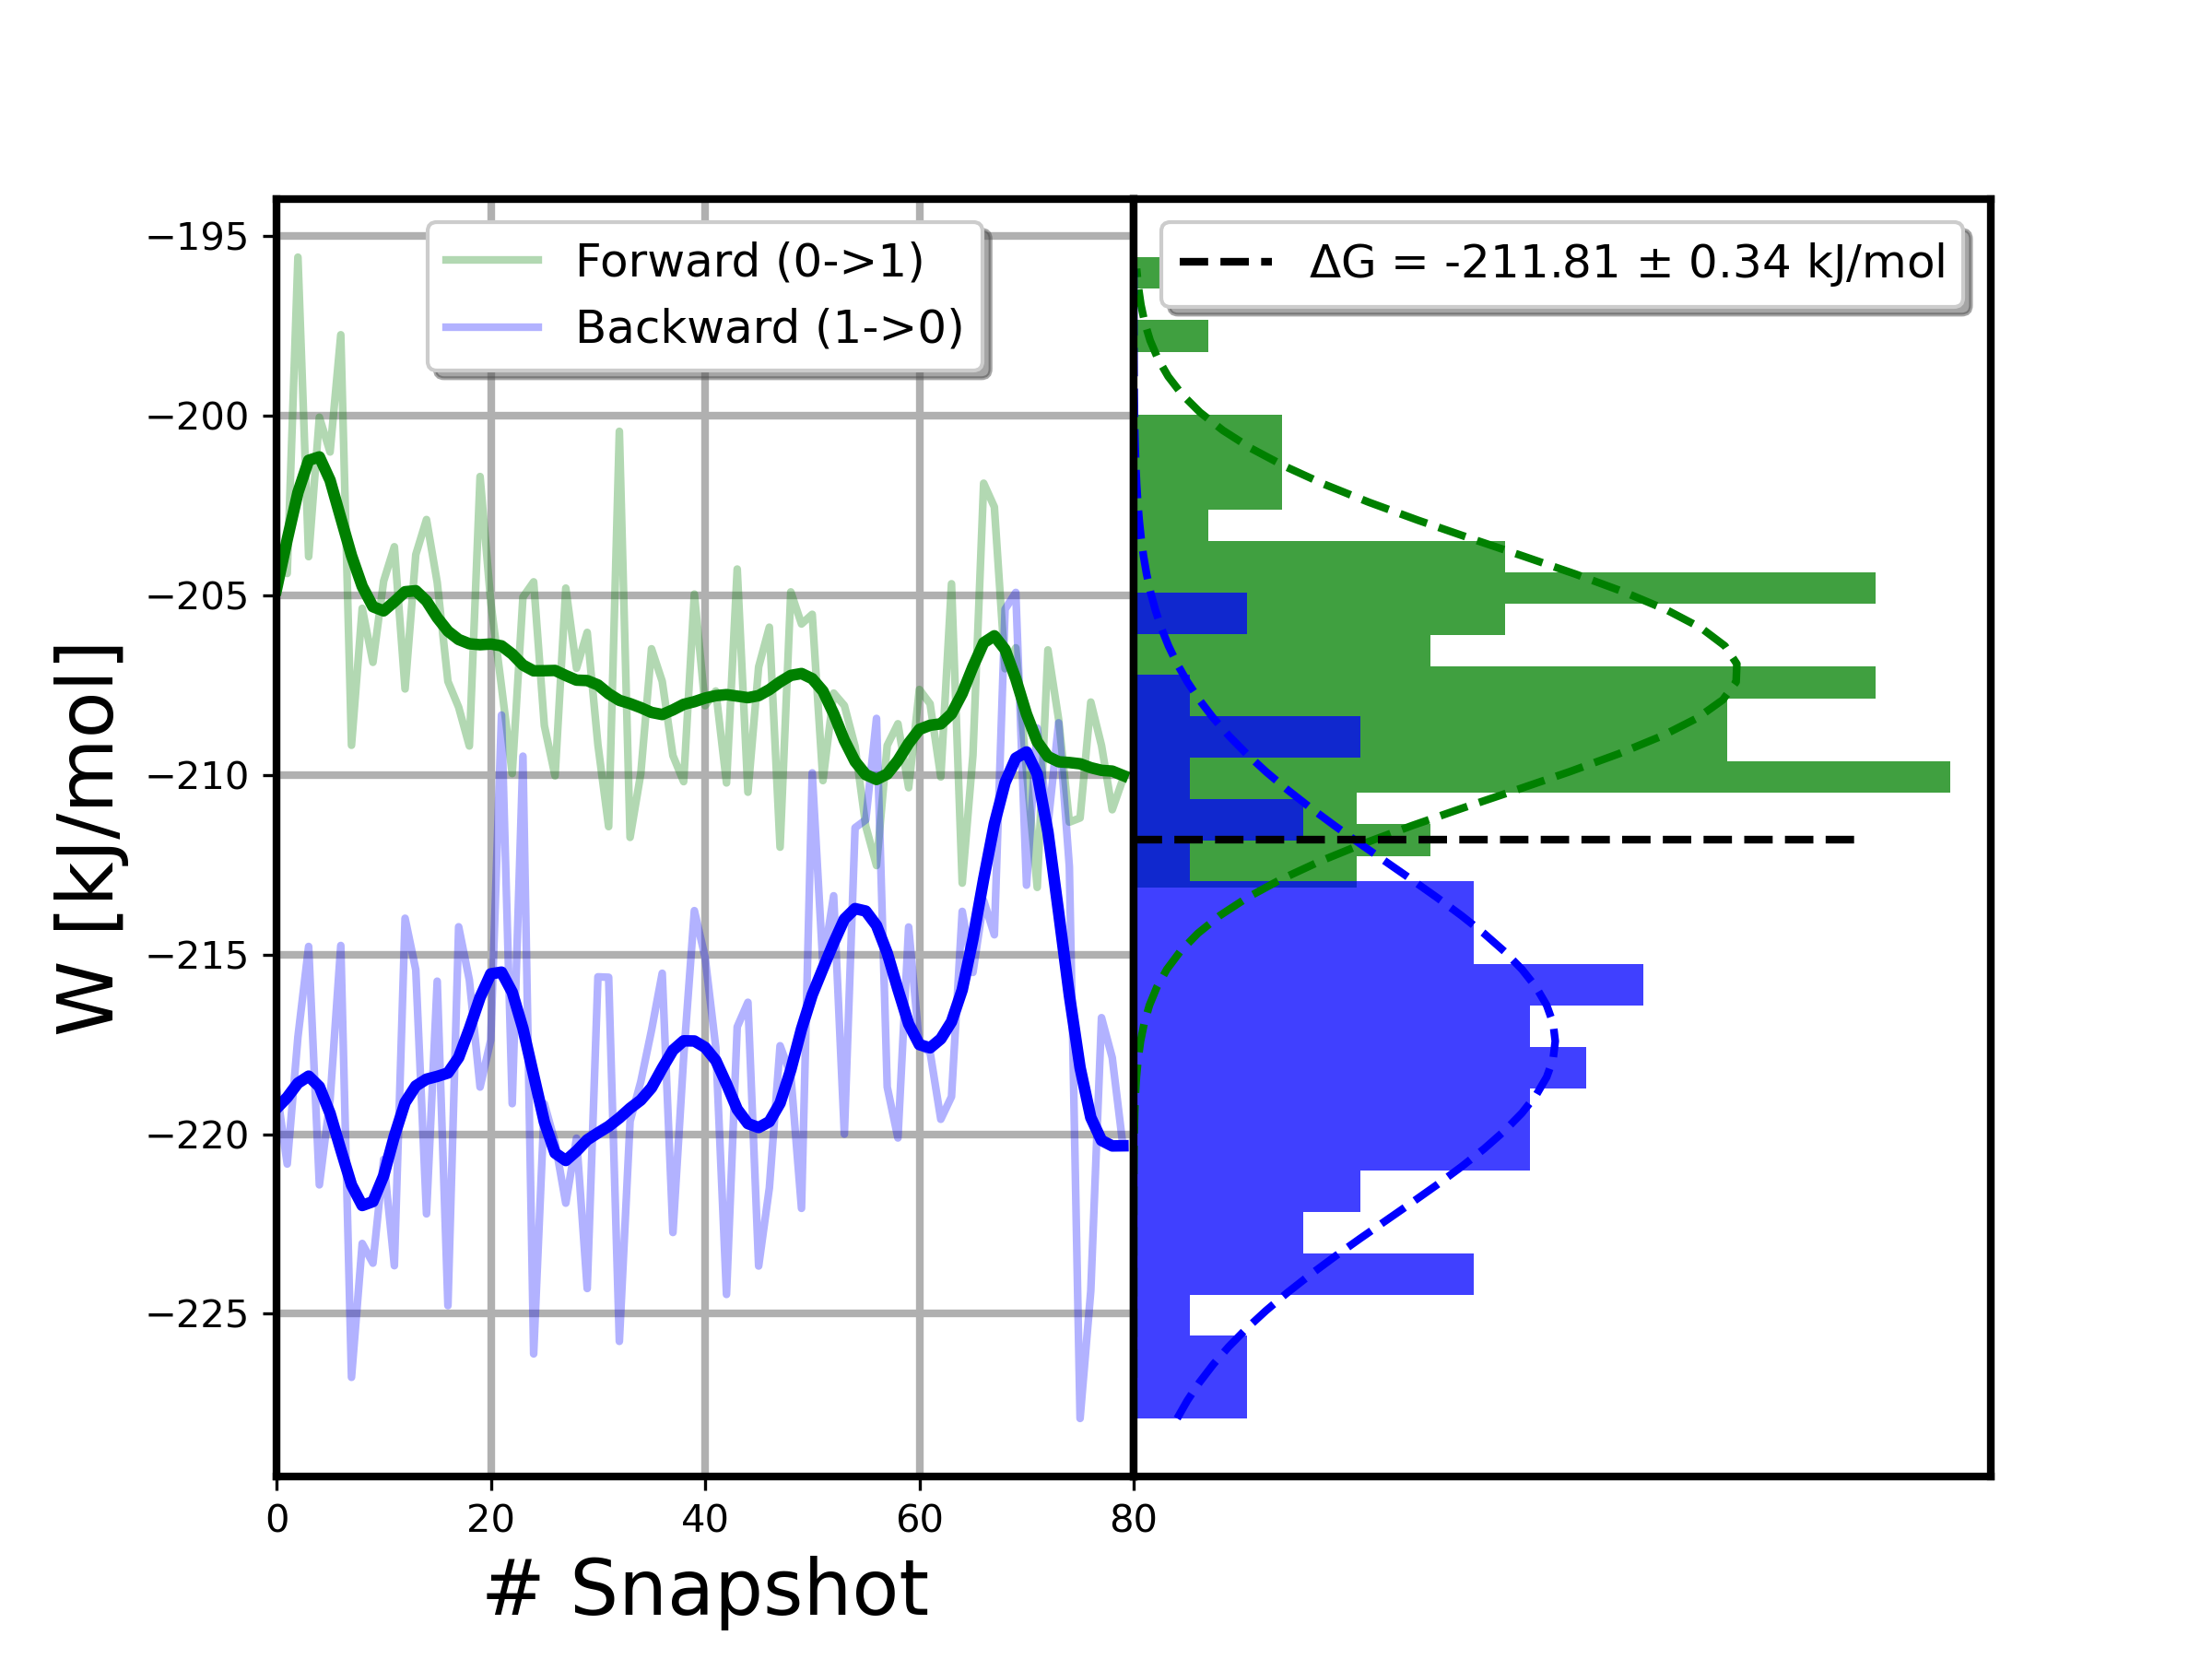 Forward (0->1)
Backward (1->0)
ΔG = -211.81 ± 0.34 kJ/mol
W [kJ/mol]
−195
−200
−205
−210
−215
−220
−225
0 20 40 60 80
# Snapshot